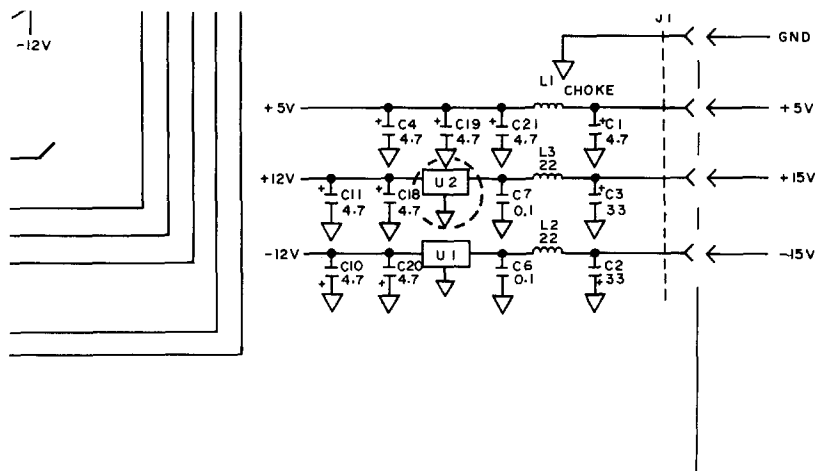 -12V
J1
GND
L1
CHOKE
+5V
+ C4 4.7
+ C19 4.7
+ C21 4.7
+ C1 4.7
+5V
+12V
+ C11 4.7
+ C18 4.7
U2
C7 0.1
L3 22
+ C3 33
+15V
-12V
C10 4.7 +
C20 4.7 +
U1
C6 0.1
L2 22
C2 33 +
-15V